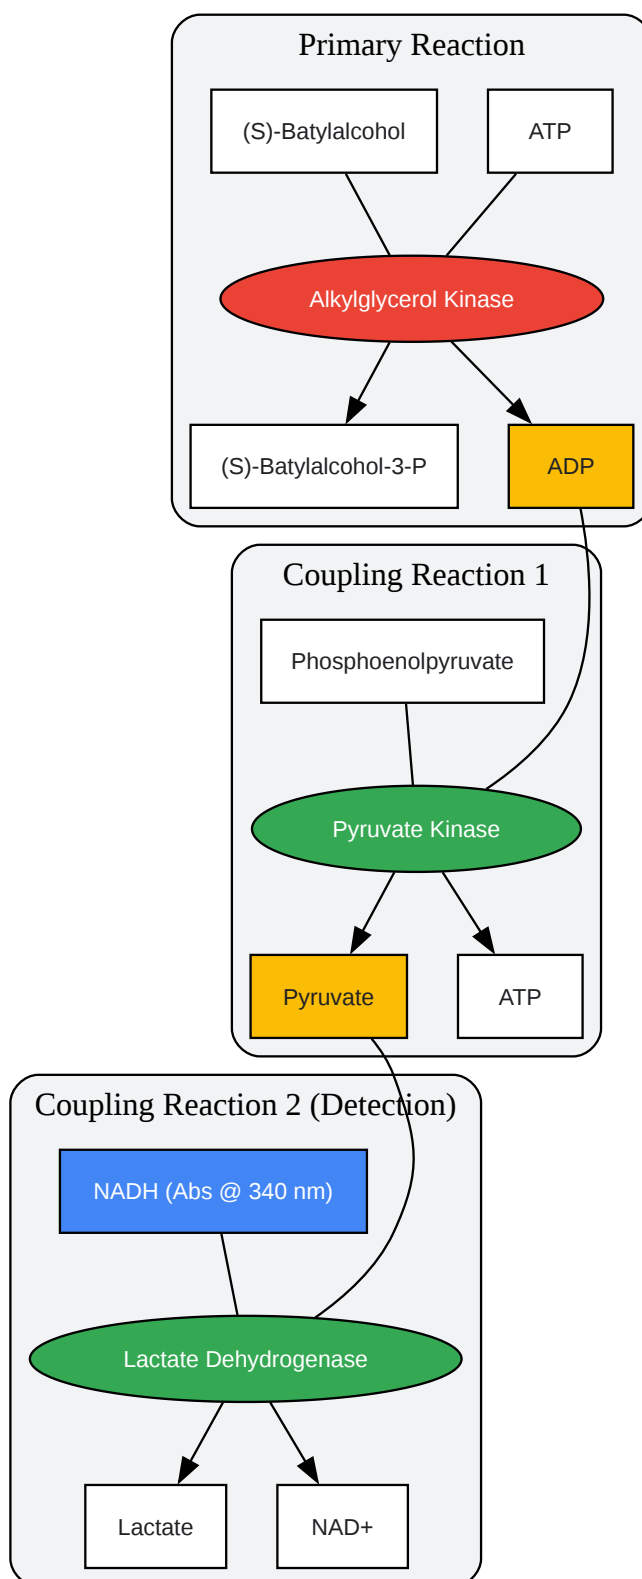 Primary Reaction
(S)-Batylalcohol
ATP
Alkylglycerol Kinase
(S)-Batylalcohol-3-P
ADP
Coupling Reaction 1
Phosphoenolpyruvate
Pyruvate Kinase
Pyruvate
ATP
Coupling Reaction 2 (Detection)
NADH (Abs @ 340 nm)
Lactate Dehydrogenase
Lactate
NAD+